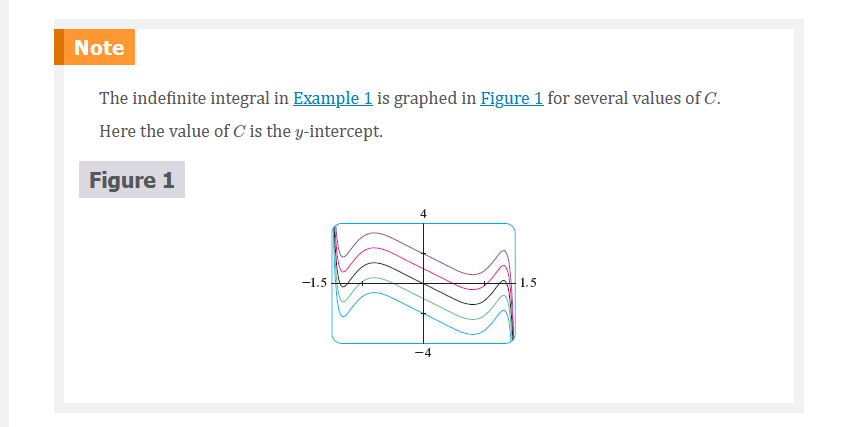 Note
The indefinite integral in Example 1 is graphed in Figure 1 for several values of C.
Here the value of C is the y-intercept.
Figure 1
4
−1.5
1.5
−4